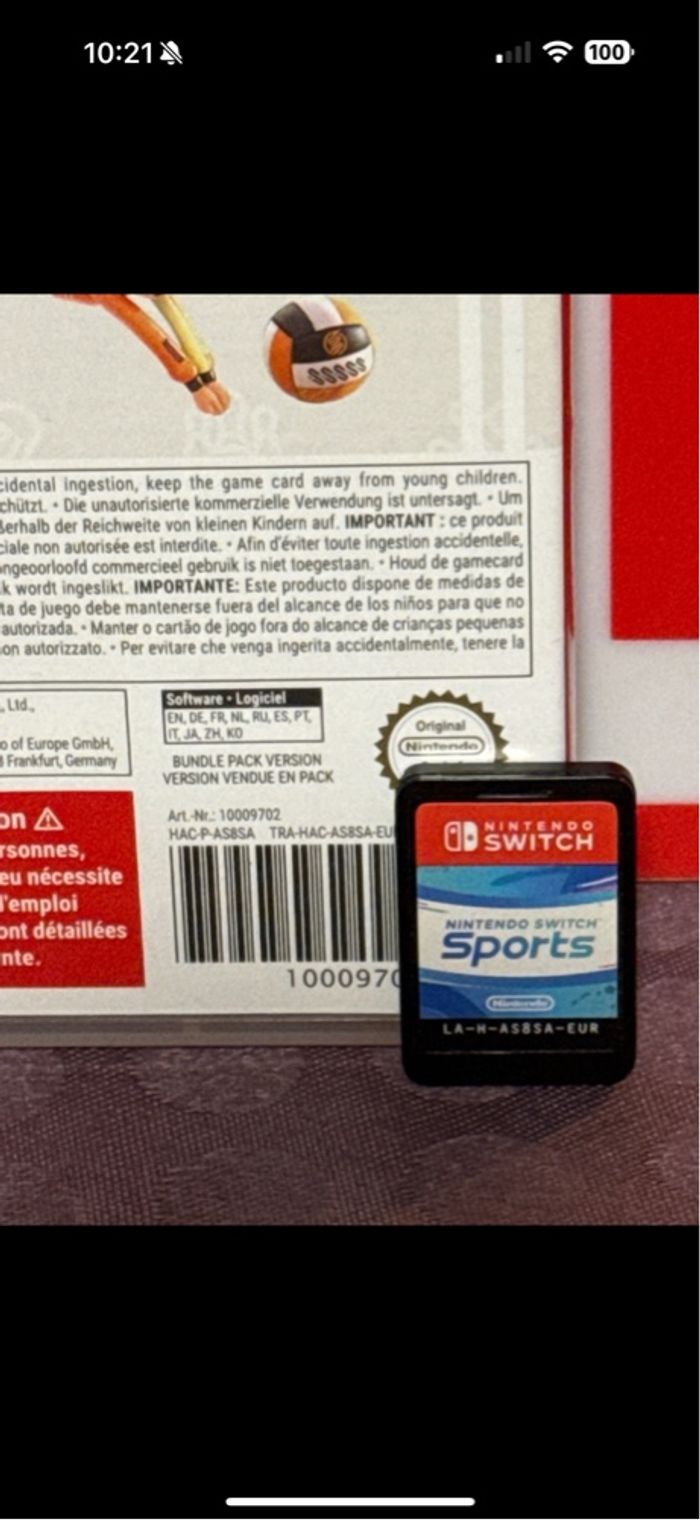 10:21
100
SSSSS
cidental ingestion, keep the game card away from young children.
chützt. • Die unautorisierte kommerzielle Verwendung ist untersagt. • Um
ßerhalb der Reichweite von kleinen Kindern auf. IMPORTANT : ce produit
ciale non autorisée est interdite. • Afin d'éviter toute ingestion accidentelle,
ongeoorloofd commercieel gebruik is niet toegestaan. • Houd de gamecard
k wordt ingeslikt. IMPORTANTE: Este producto dispone de medidas de
ta de juego debe mantenerse fuera del alcance de los niños para que no
autorizada. • Manter o cartão de jogo fora do alcance de crianças pequenas
on autorizzato. • Per evitare che venga ingerita accidentalmente, tenere la
, Ltd.,
o of Europe GmbH,
Frankfurt, Germany
Software • Logiciel
EN, DE, FR, NL, RU, ES, PT,
IT, JA, ZH, KO
BUNDLE PACK VERSION
VERSION VENDUE EN PACK
Original
Nintendo
on
rsonnes,
eu nécessite
l'emploi
ont détaillées
nte.
Art.-Nr.: 10009702
HAC-P-AS8SA TRA-HAC-AS8SA-EU
1000970
NINTENDO
SWITCH
NINTENDO SWITCH
Sports
Nintendo
LA-H-AS8SA-EUR